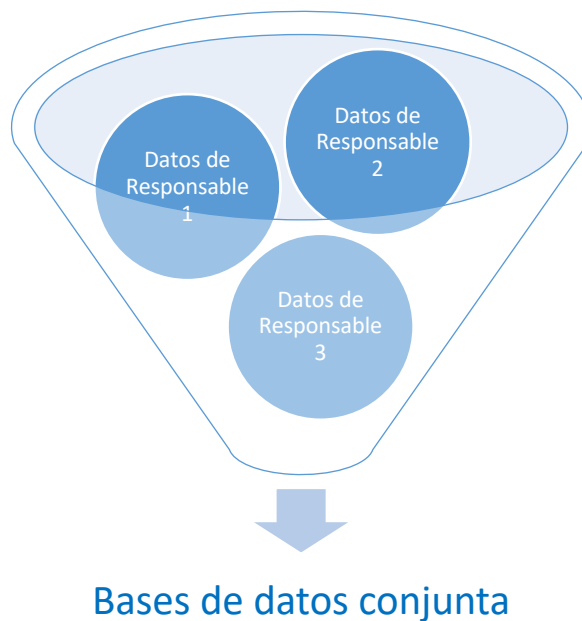 Datos de
Responsable
1
Datos de
Responsable
2
Datos de
Responsable
3
Bases de datos conjunta